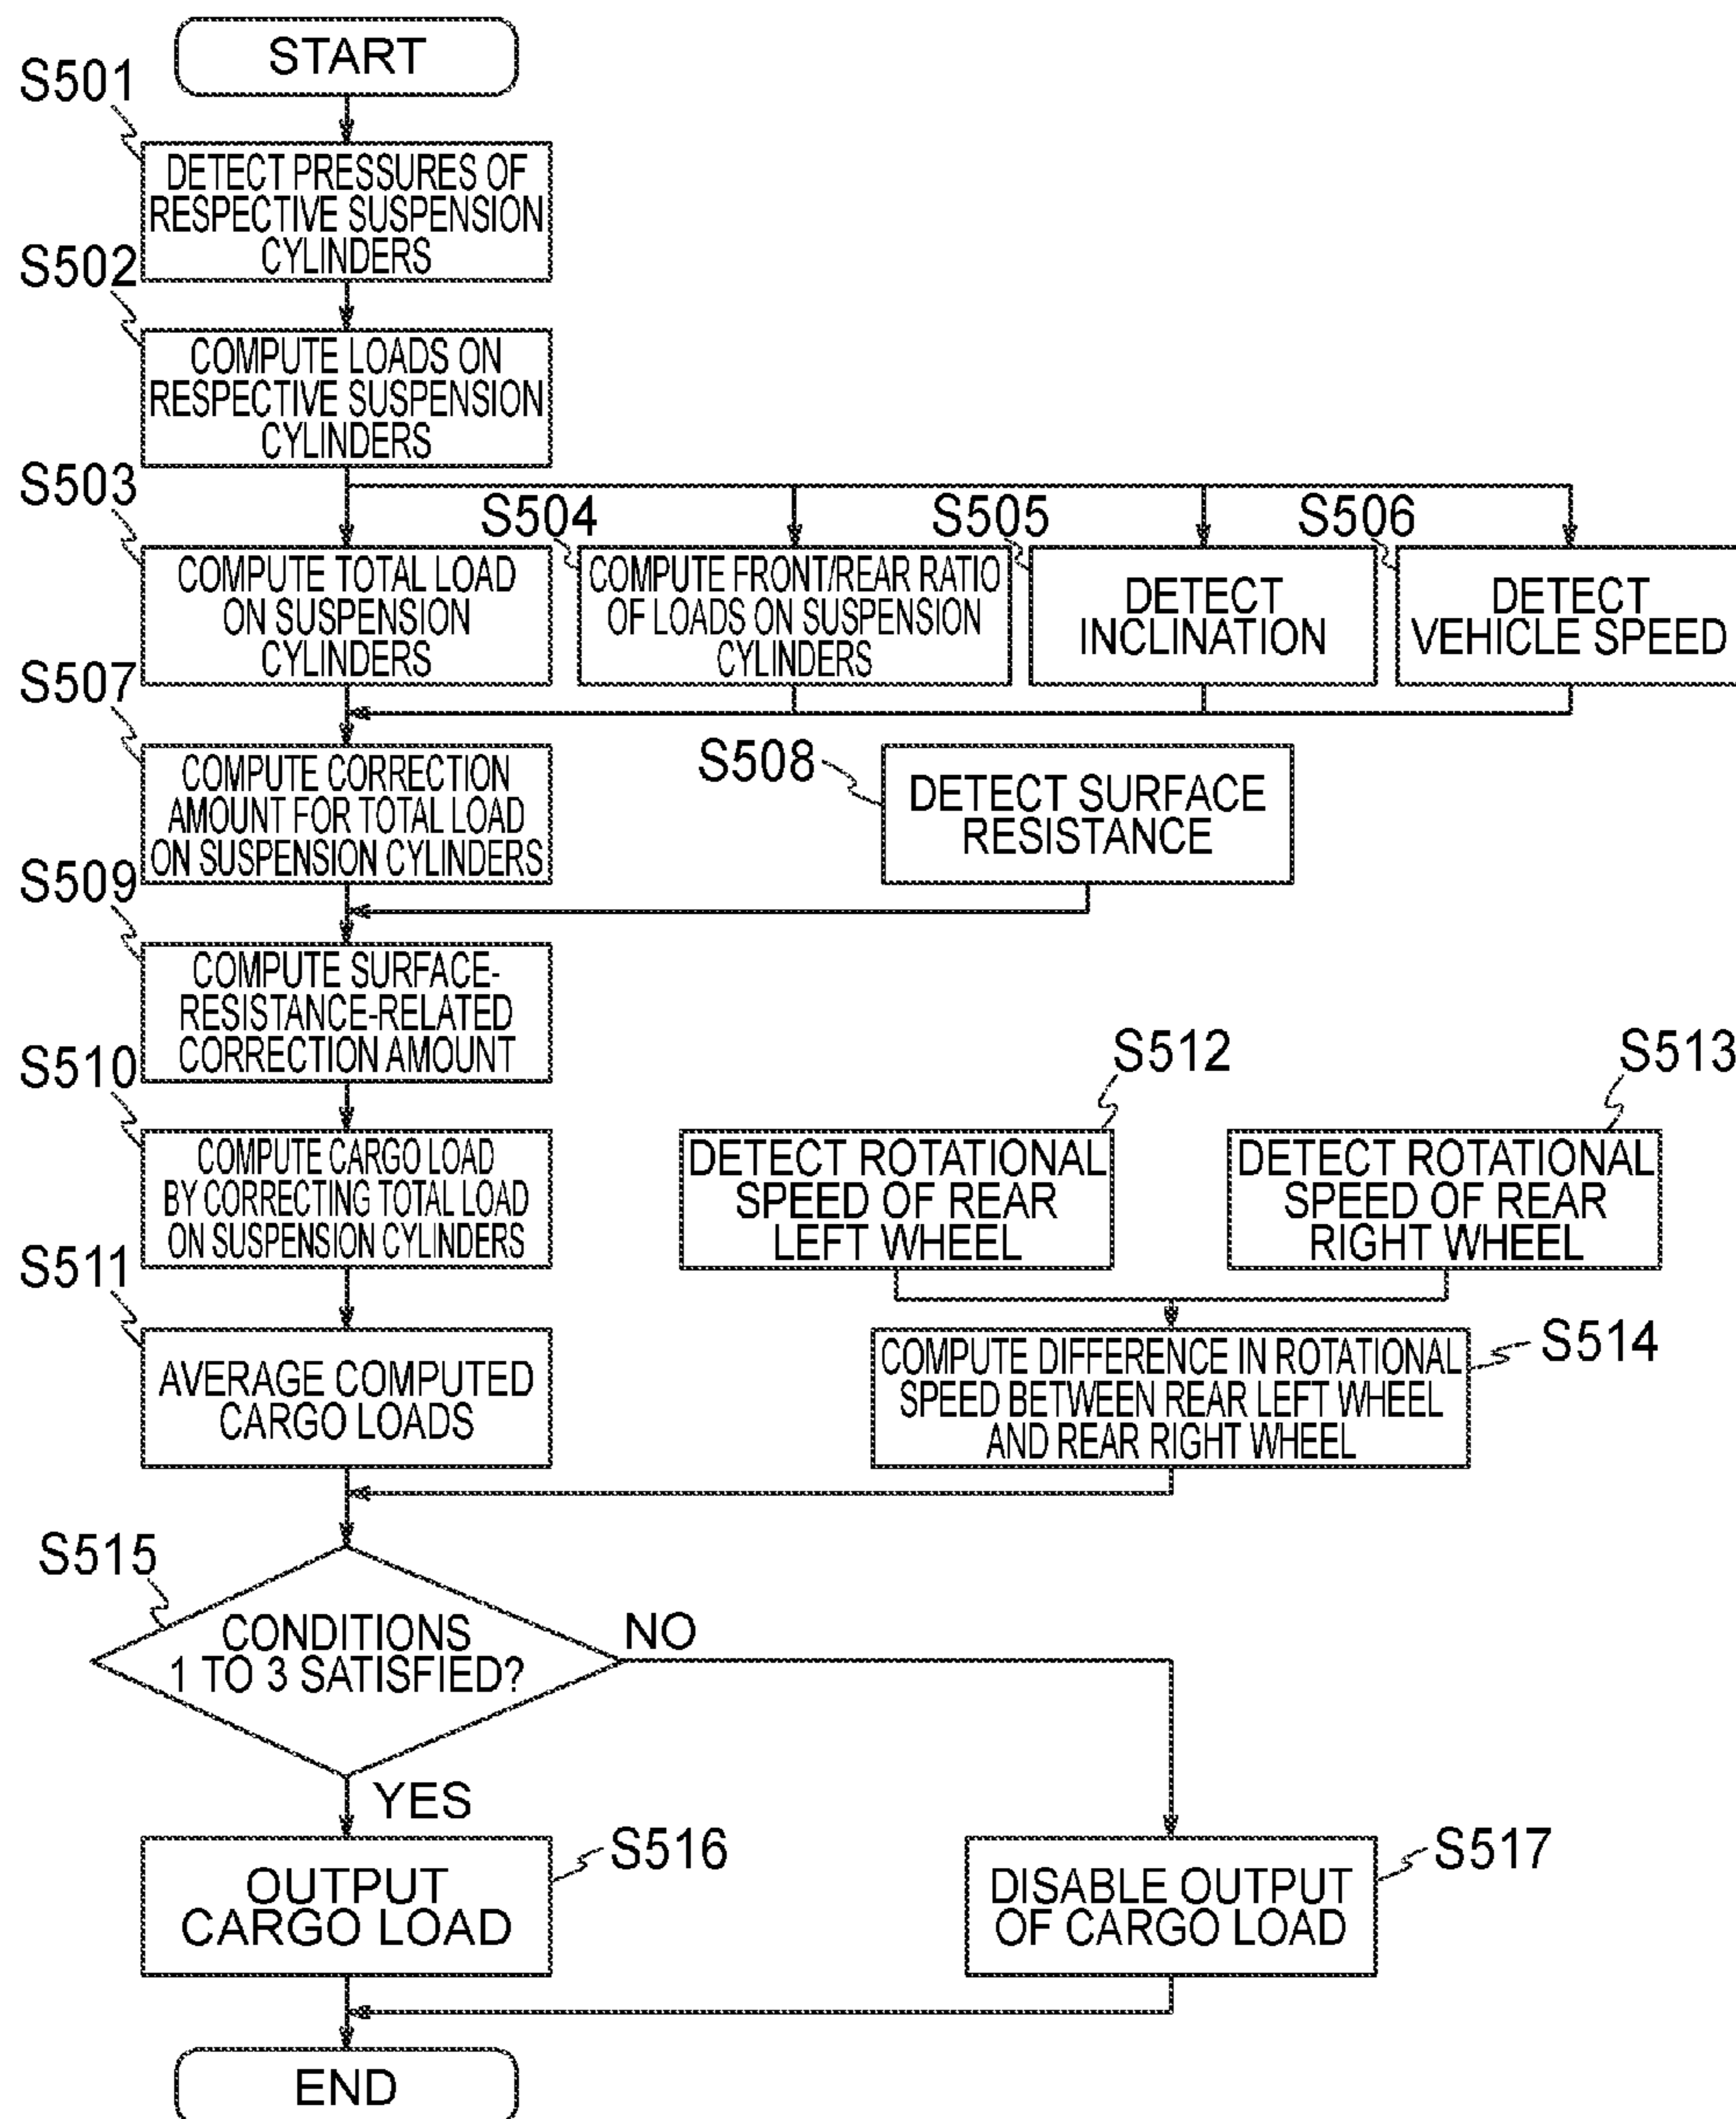 START
S501
DETECT PRESSURES OF
RESPECTIVE SUSPENSION
CYLINDERS
S502
COMPUTE LOADS ON
RESPECTIVE SUSPENSION
CYLINDERS
S503
COMPUTE TOTAL LOAD
ON SUSPENSION
CYLINDERS
S504
COMPUTE FRONT/REAR RATIO
OF LOADS ON SUSPENSION
CYLINDERS
S505
DETECT
INCLINATION
S506
DETECT
VEHICLE SPEED
S507
COMPUTE CORRECTION
AMOUNT FOR TOTAL LOAD
ON SUSPENSION CYLINDERS
S508
DETECT SURFACE
RESISTANCE
S509
COMPUTE SURFACE-
RESISTANCE-RELATED
CORRECTION AMOUNT
S510
COMPUTE CARGO LOAD
BY CORRECTING TOTAL LOAD
ON SUSPENSION CYLINDERS
S511
AVERAGE COMPUTED
CARGO LOADS
S512
DETECT ROTATIONAL
SPEED OF REAR
LEFT WHEEL
S513
DETECT ROTATIONAL
SPEED OF REAR
RIGHT WHEEL
S514
COMPUTE DIFFERENCE IN ROTATIONAL
SPEED BETWEEN REAR LEFT WHEEL
AND REAR RIGHT WHEEL
S515
CONDITIONS
1 TO 3 SATISFIED?
NO
YES
OUTPUT
CARGO LOAD
S516
DISABLE OUTPUT
OF CARGO LOAD
S517
END